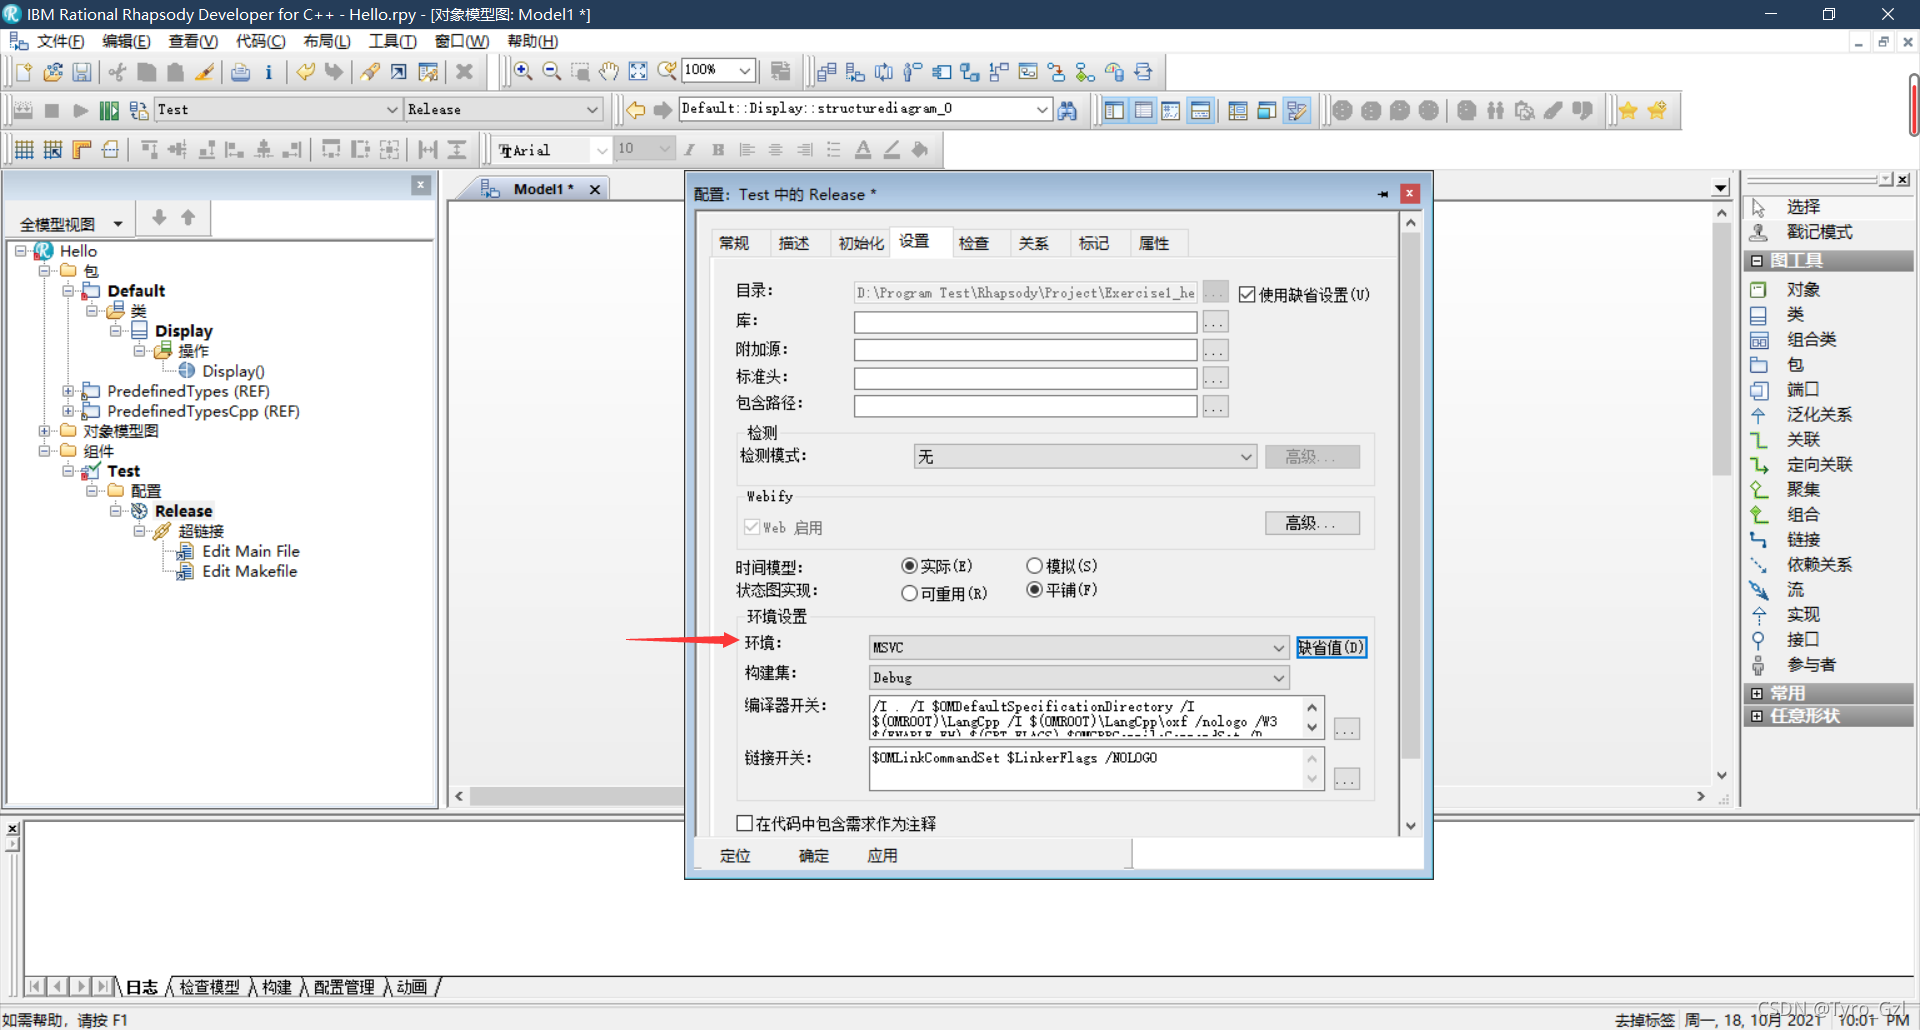 IBM Rational Rhapsody Developer for C++ - Hello.rpy - [对象模型图: Model1 *]
文件(F) 编辑(E) 查看(V) 代码(C) 布局(L) 工具(T) 窗口(W) 帮助(H)
100%
Test Release Default::Display::structurediagram_0
Arial 10
Model1 *
全模型视图
Hello
包
Default
类
Display
操作
Display()
PredefinedTypes (REF)
PredefinedTypesCpp (REF)
对象模型图
组件
Test
配置
Release
超链接
Edit Main File
Edit Makefile
配置: Test 中的 Release *
常规 描述 初始化 设置 检查 关系 标记 属性
目录: D:\Program Test\Rhapsody\Project\Exercise1_he ... 使用缺省设置(U)
库: ...
附加源: ...
标准头: ...
包含路径: ...
检测
检测模式: 无 高级...
Webify
Web 启用 高级...
时间模型: 实际(E) 模拟(S)
状态图实现: 可重用(R) 平铺(F)
环境设置
环境: MSVC 缺省值(D)
构建集: Debug
编译器开关: /I . /I $OMDefaultSpecificationDirectory /I
$(OMROOT)\LangCpp /I $(OMROOT)\LangCpp\oxf /nologo /W3
...
链接开关: $OMLinkCommandSet $LinkerFlags /NOLOGO
...
在代码中包含需求作为注释
定位 确定 应用
选择
戳记模式
图工具
对象
类
组合类
包
端口
泛化关系
关联
定向关联
聚集
组合
链接
依赖关系
流
实现
接口
参与者
常用
任意形状
日志 检查模型 构建 配置管理 动画
如需帮助, 请按 F1
去掉标签 周一, 18, 10月 2021 10:01 PM
CSDN @Tyro_Gzl